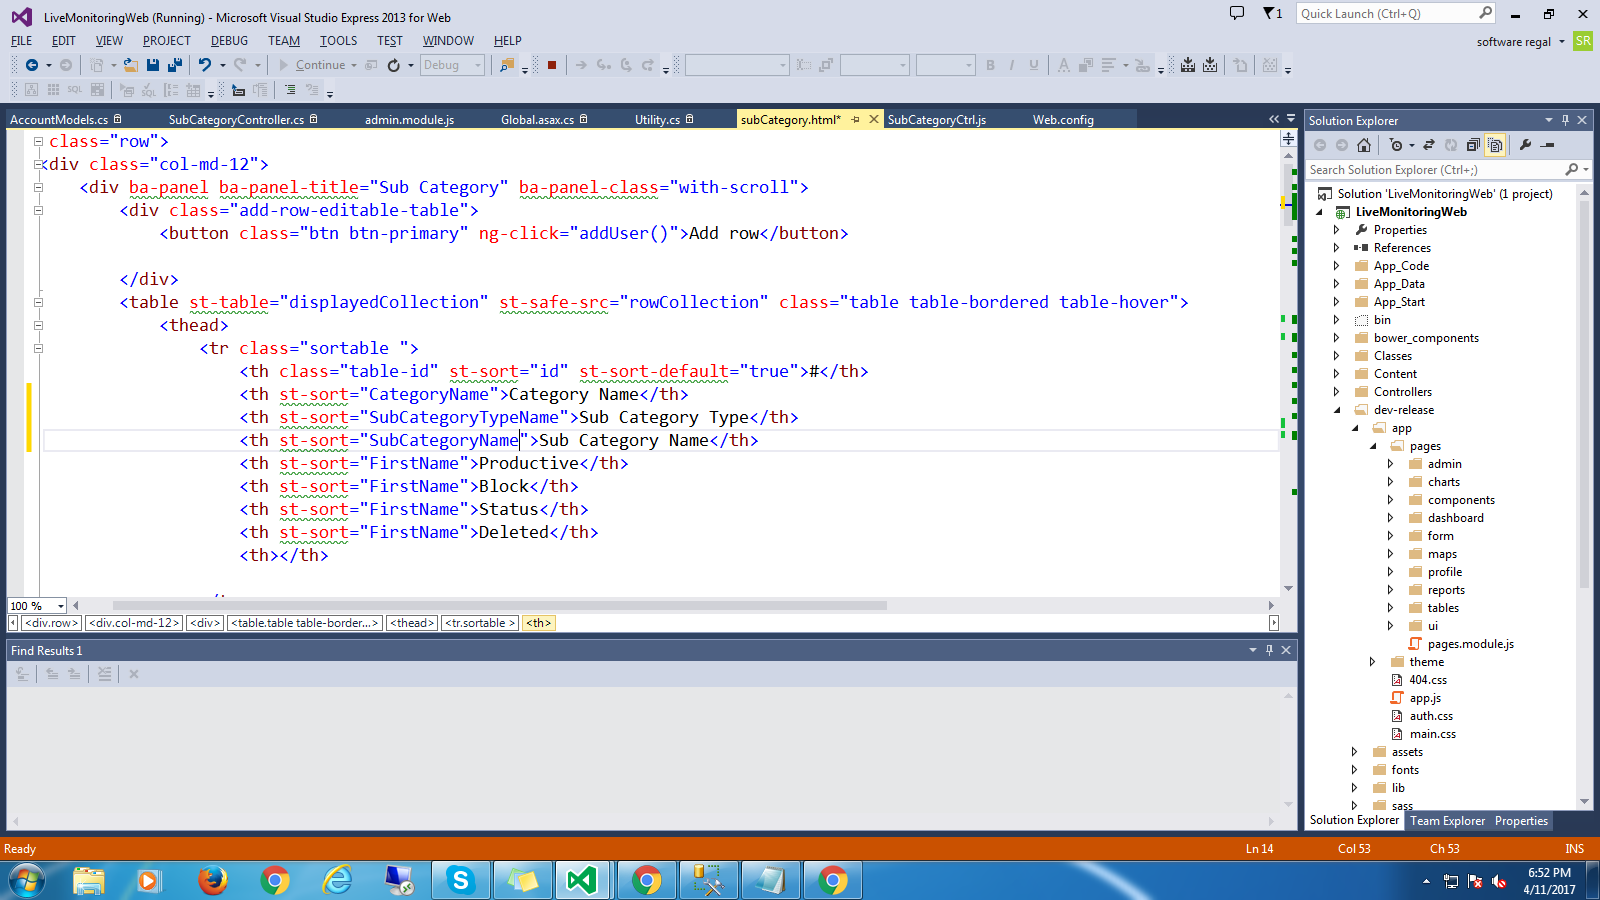 LiveMonitoringWeb (Running) - Microsoft Visual Studio Express 2013 for Web
1
Quick Launch (Ctrl+Q)
FILE EDIT VIEW PROJECT DEBUG TEAM TOOLS TEST WINDOW HELP
software regal SR
Continue Debug
B I U A
SQL SQL
AccountModels.cs SubCategoryController.cs admin.module.js Global.asax.cs Utility.cs subCategory.html* SubCategoryCtrl.js Web.config
class="row">
<div class="col-md-12">
<div ba-panel ba-panel-title="Sub Category" ba-panel-class="with-scroll">
<div class="add-row-editable-table">
<button class="btn btn-primary" ng-click="addUser()">Add row</button>
</div>
<table st-table="displayedCollection" st-safe-src="rowCollection" class="table table-bordered table-hover">
<thead>
<tr class="sortable ">
<th class="table-id" st-sort="id" st-sort-default="true">#</th>
<th st-sort="CategoryName">Category Name</th>
<th st-sort="SubCategoryTypeName">Sub Category Type</th>
<th st-sort="SubCategoryName">Sub Category Name</th>
<th st-sort="FirstName">Productive</th>
<th st-sort="FirstName">Block</th>
<th st-sort="FirstName">Status</th>
<th st-sort="FirstName">Deleted</th>
<th></th>
100 %
<div.row> <div.col-md-12> <div> <table.table table-border...> <thead> <tr.sortable > <th>
Find Results 1
Solution Explorer
Search Solution Explorer (Ctrl+;)
Solution 'LiveMonitoringWeb' (1 project)
LiveMonitoringWeb
Properties
References
App_Code
App_Data
App_Start
bin
bower_components
Classes
Content
Controllers
dev-release
app
pages
admin
charts
components
dashboard
form
maps
profile
reports
tables
ui
pages.module.js
theme
404.css
app.js
auth.css
main.css
assets
fonts
lib
sass
Solution Explorer Team Explorer Properties
Ready Ln 14 Col 53 Ch 53 INS
6:52 PM
4/11/2017